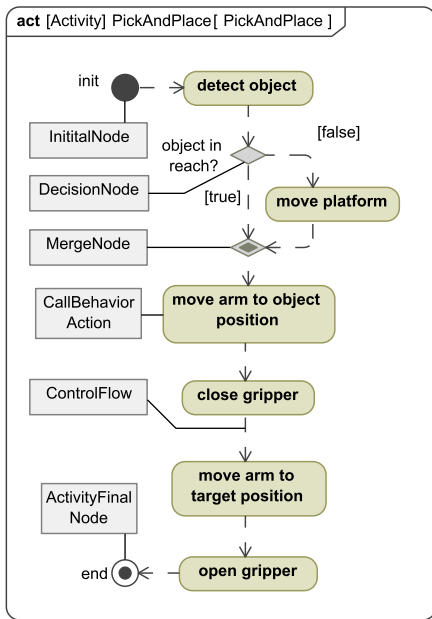 act [Activity] PickAndPlace[ PickAndPlace ]
init
detect object
InititalNode
object in
reach?
[false]
DecisionNode
[true]
move platform
MergeNode
CallBehavior
Action
move arm to object
position
ControlFlow
close gripper
move arm to
target position
ActivityFinal
Node
end
open gripper